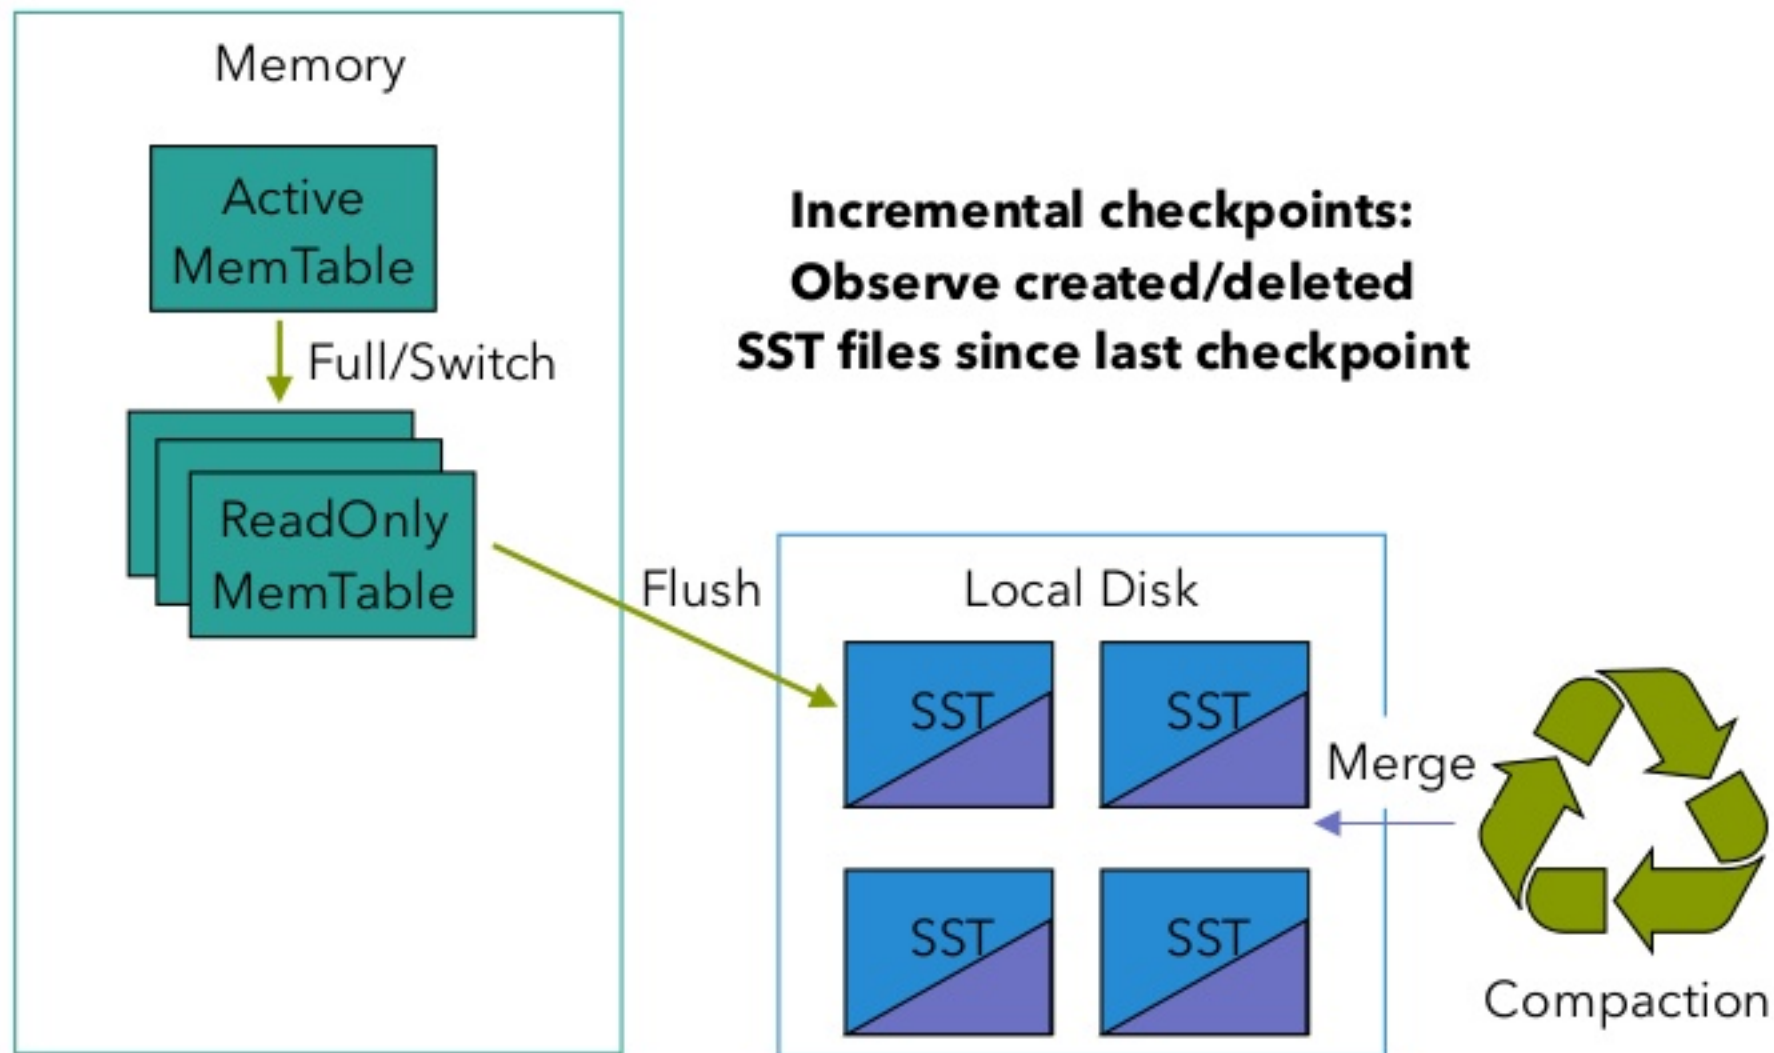 Memory
Active
MemTable
Full/Switch
ReadOnly
MemTable
Incremental checkpoints:
Observe created/deleted
SST files since last checkpoint
Flush
Local Disk
SST
SST
Merge
SST
SST
Compaction